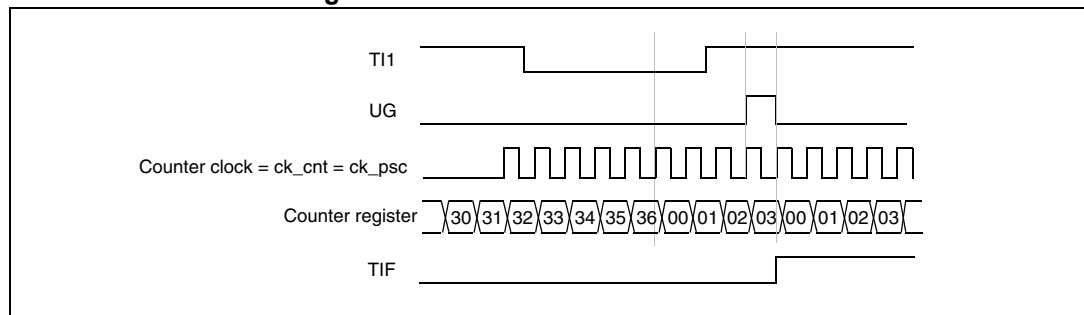 TI1
UG
Counter clock = ck_cnt = ck_psc
Counter register 30 31 32 33 34 35 36 00 01 02 03 00 01 02 03
TIF